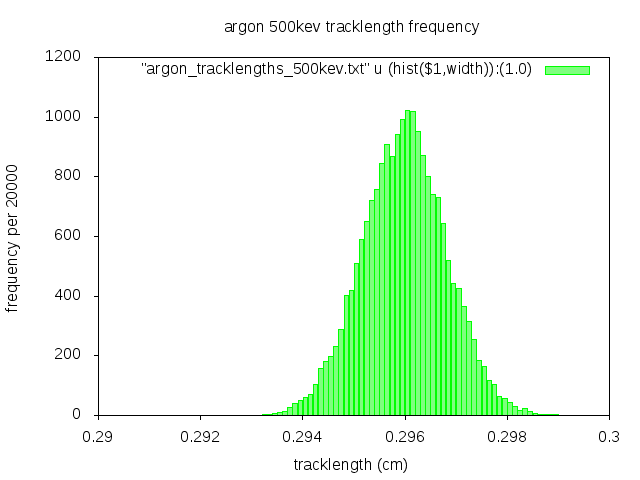 argon 500kev tracklength frequency
"argon_tracklengths_500kev.txt" u (hist($1,width)):(1.0)
frequency per 20000
1200
1000
800
600
400
200
0
0.29 0.292 0.294 0.296 0.298 0.3
tracklength (cm)